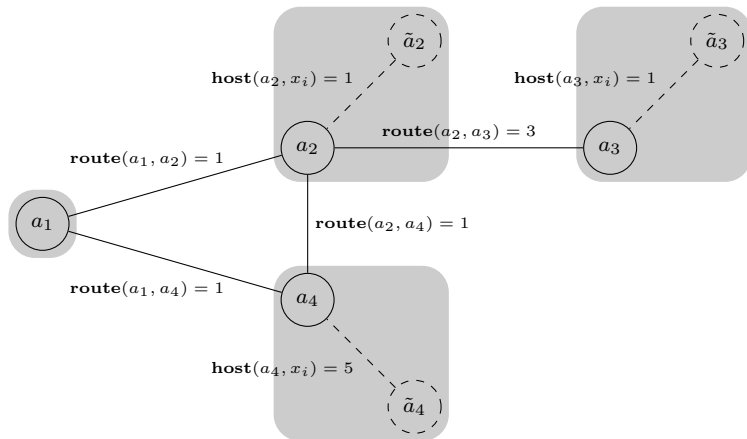 ã₂
ã₃
host(a₂, xᵢ) = 1
host(a₃, xᵢ) = 1
route(a₂, a₃) = 3
a₂
a₃
route(a₁, a₂) = 1
a₁
route(a₂, a₄) = 1
route(a₁, a₄) = 1
a₄
host(a₄, xᵢ) = 5
ã₄